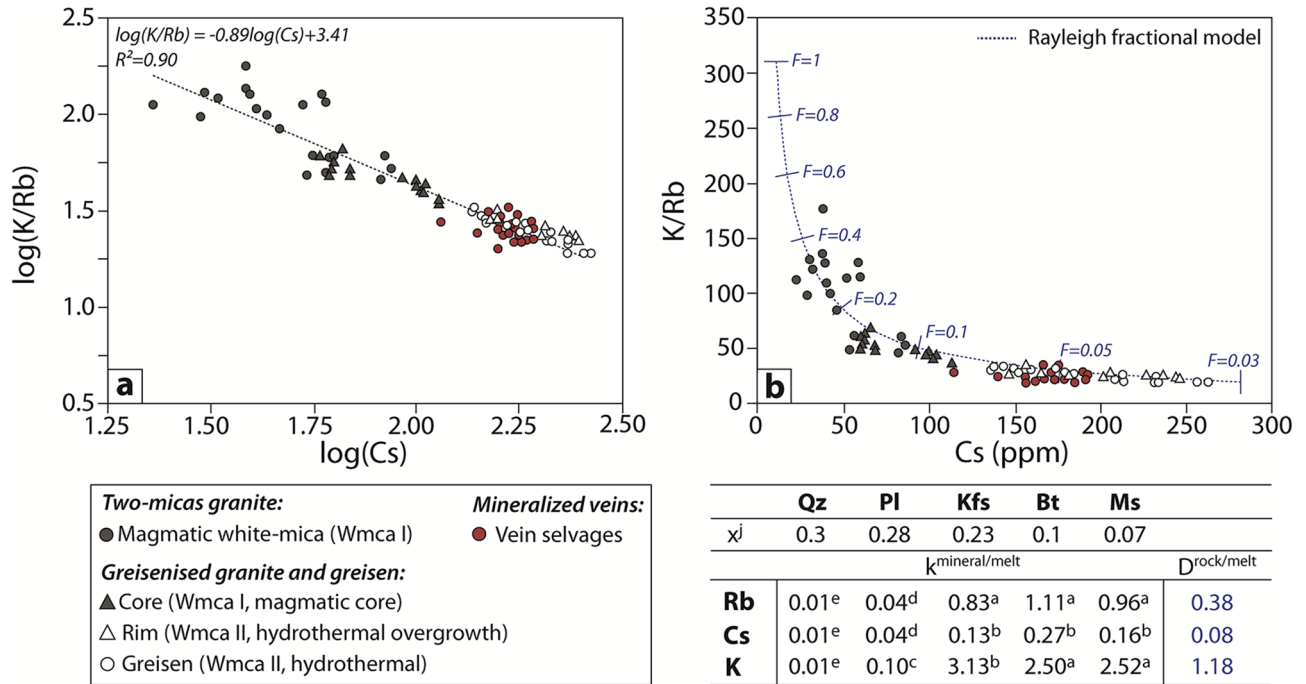 log(K/Rb) = -0.89log(Cs)+3.41
R²=0.90
2.5
2.0
1.5
1.0
0.5
log(K/Rb)
a
1.25 1.50 1.75 2.00 2.25 2.50
log(Cs)
350
300
250
200
150
100
50
0
K/Rb
Rayleigh fractional model
F=1
F=0.8
F=0.6
F=0.4
F=0.2
F=0.1
F=0.05
F=0.03
b
0 50 100 150 200 250 300
Cs (ppm)
Two-micas granite:
Magmatic white-mica (Wmca I)
Greisenised granite and greisen:
Core (Wmca I, magmatic core)
Rim (Wmca II, hydrothermal overgrowth)
Greisen (Wmca II, hydrothermal)
Mineralized veins:
Vein selvages
Qz Pl Kfs Bt Ms
xʲ 0.3 0.28 0.23 0.1 0.07
kᵐⁱⁿᵉʳᵃˡ/ᵐᵉˡᵗ Dʳᵒᶜᵏ/ᵐᵉˡᵗ
Rb 0.01ᵉ 0.04ᵈ 0.83ᵃ 1.11ᵃ 0.96ᵃ 0.38
Cs 0.01ᵉ 0.04ᵈ 0.13ᵇ 0.27ᵇ 0.16ᵇ 0.08
K 0.01ᵉ 0.10ᶜ 3.13ᵇ 2.50ᵃ 2.52ᵃ 1.18